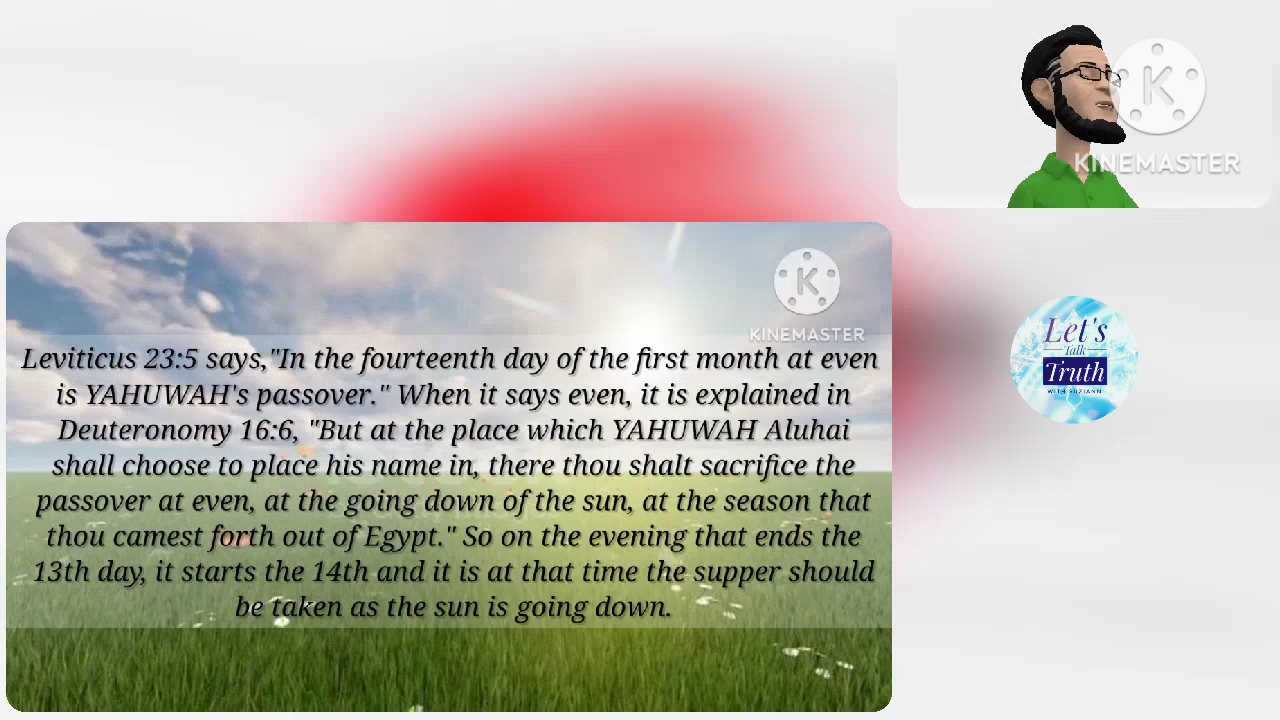 KINEMASTER
KINEMASTER
Leviticus 23:5 says,"In the fourteenth day of the first month at even
is YAHUWAH's passover." When it says even, it is explained in
Deuteronomy 16:6, "But at the place which YAHUWAH Aluhai
shall choose to place his name in, there thou shalt sacrifice the
passover at even, at the going down of the sun, at the season that
thou camest forth out of Egypt." So on the evening that ends the
13th day, it starts the 14th and it is at that time the supper should
be taken as the sun is going down.
Let's
Talk
Truth
WITH SUZIANN